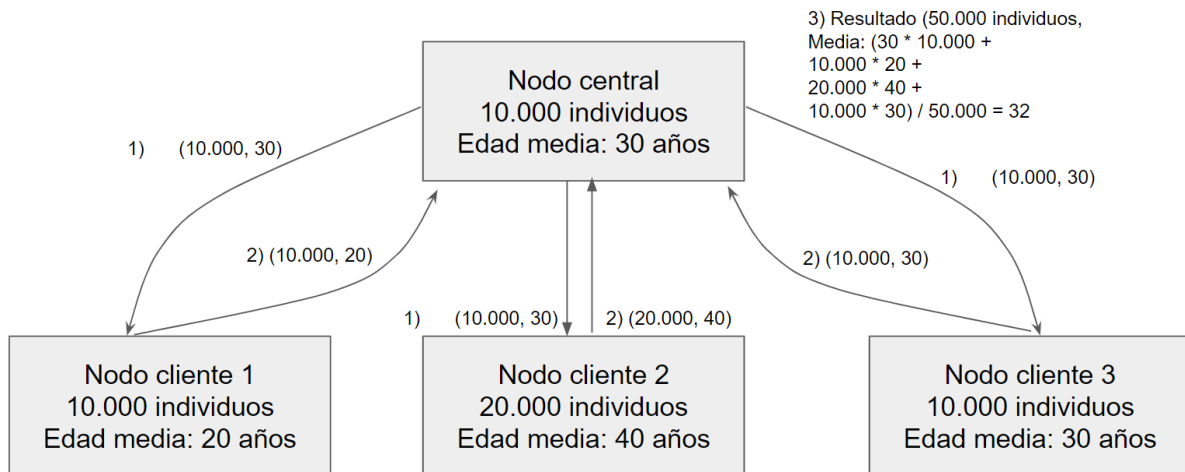 3) Resultado (50.000 individuos,
Media: (30 * 10.000 +
10.000 * 20 +
20.000 * 40 +
10.000 * 30) / 50.000 = 32
Nodo central
10.000 individuos
Edad media: 30 años
1) (10.000, 30)
1) (10.000, 30)
2) (10.000, 20)
2) (10.000, 30)
1) (10.000, 30)
2) (20.000, 40)
Nodo cliente 1
10.000 individuos
Edad media: 20 años
Nodo cliente 2
20.000 individuos
Edad media: 40 años
Nodo cliente 3
10.000 individuos
Edad media: 30 años